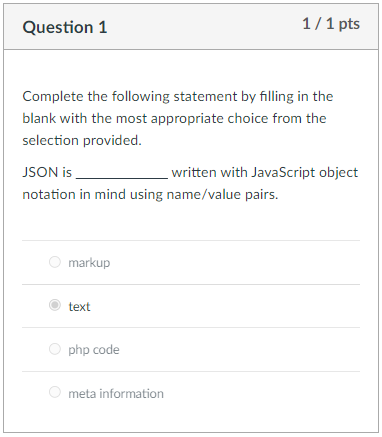 Question 1
1 / 1 pts
Complete the following statement by filling in the
blank with the most appropriate choice from the
selection provided.
JSON is ______________ written with JavaScript object
notation in mind using name/value pairs.
markup
text
php code
meta information